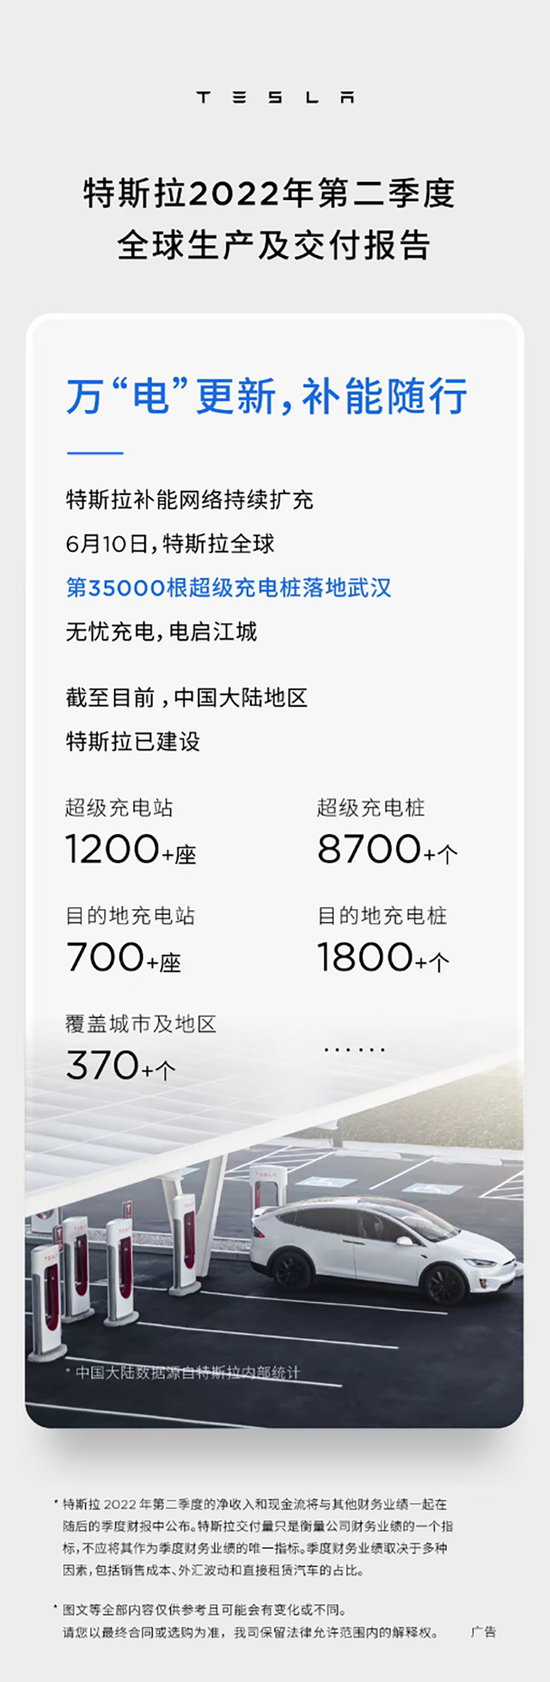 TESLA
特斯拉2022年第二季度
全球生产及交付报告
万“电”更新，补能随行
特斯拉补能网络持续扩充
6月10日，特斯拉全球
第35000根超级充电桩落地武汉
无忧充电，电启江城
截至目前，中国大陆地区
特斯拉已建设
超级充电站 超级充电桩
1200+座 8700+个
目的地充电站 目的地充电桩
700+座 1800+个
覆盖城市及地区
370+个 ……
TESLA
* 中国大陆数据源自特斯拉内部统计
* 特斯拉 2022 年第二季度的净收入和现金流将与其他财务业绩一起在
随后的季度财报中公布。特斯拉交付量只是衡量公司财务业绩的一个指
标，不应将其作为季度财务业绩的唯一指标。季度财务业绩取决于多种
因素，包括销售成本、外汇波动和直接租赁汽车的占比。
* 图文等全部内容仅供参考且可能会有变化或不同。
请您以最终合同或选购为准，我司保留法律允许范围内的解释权。 广告